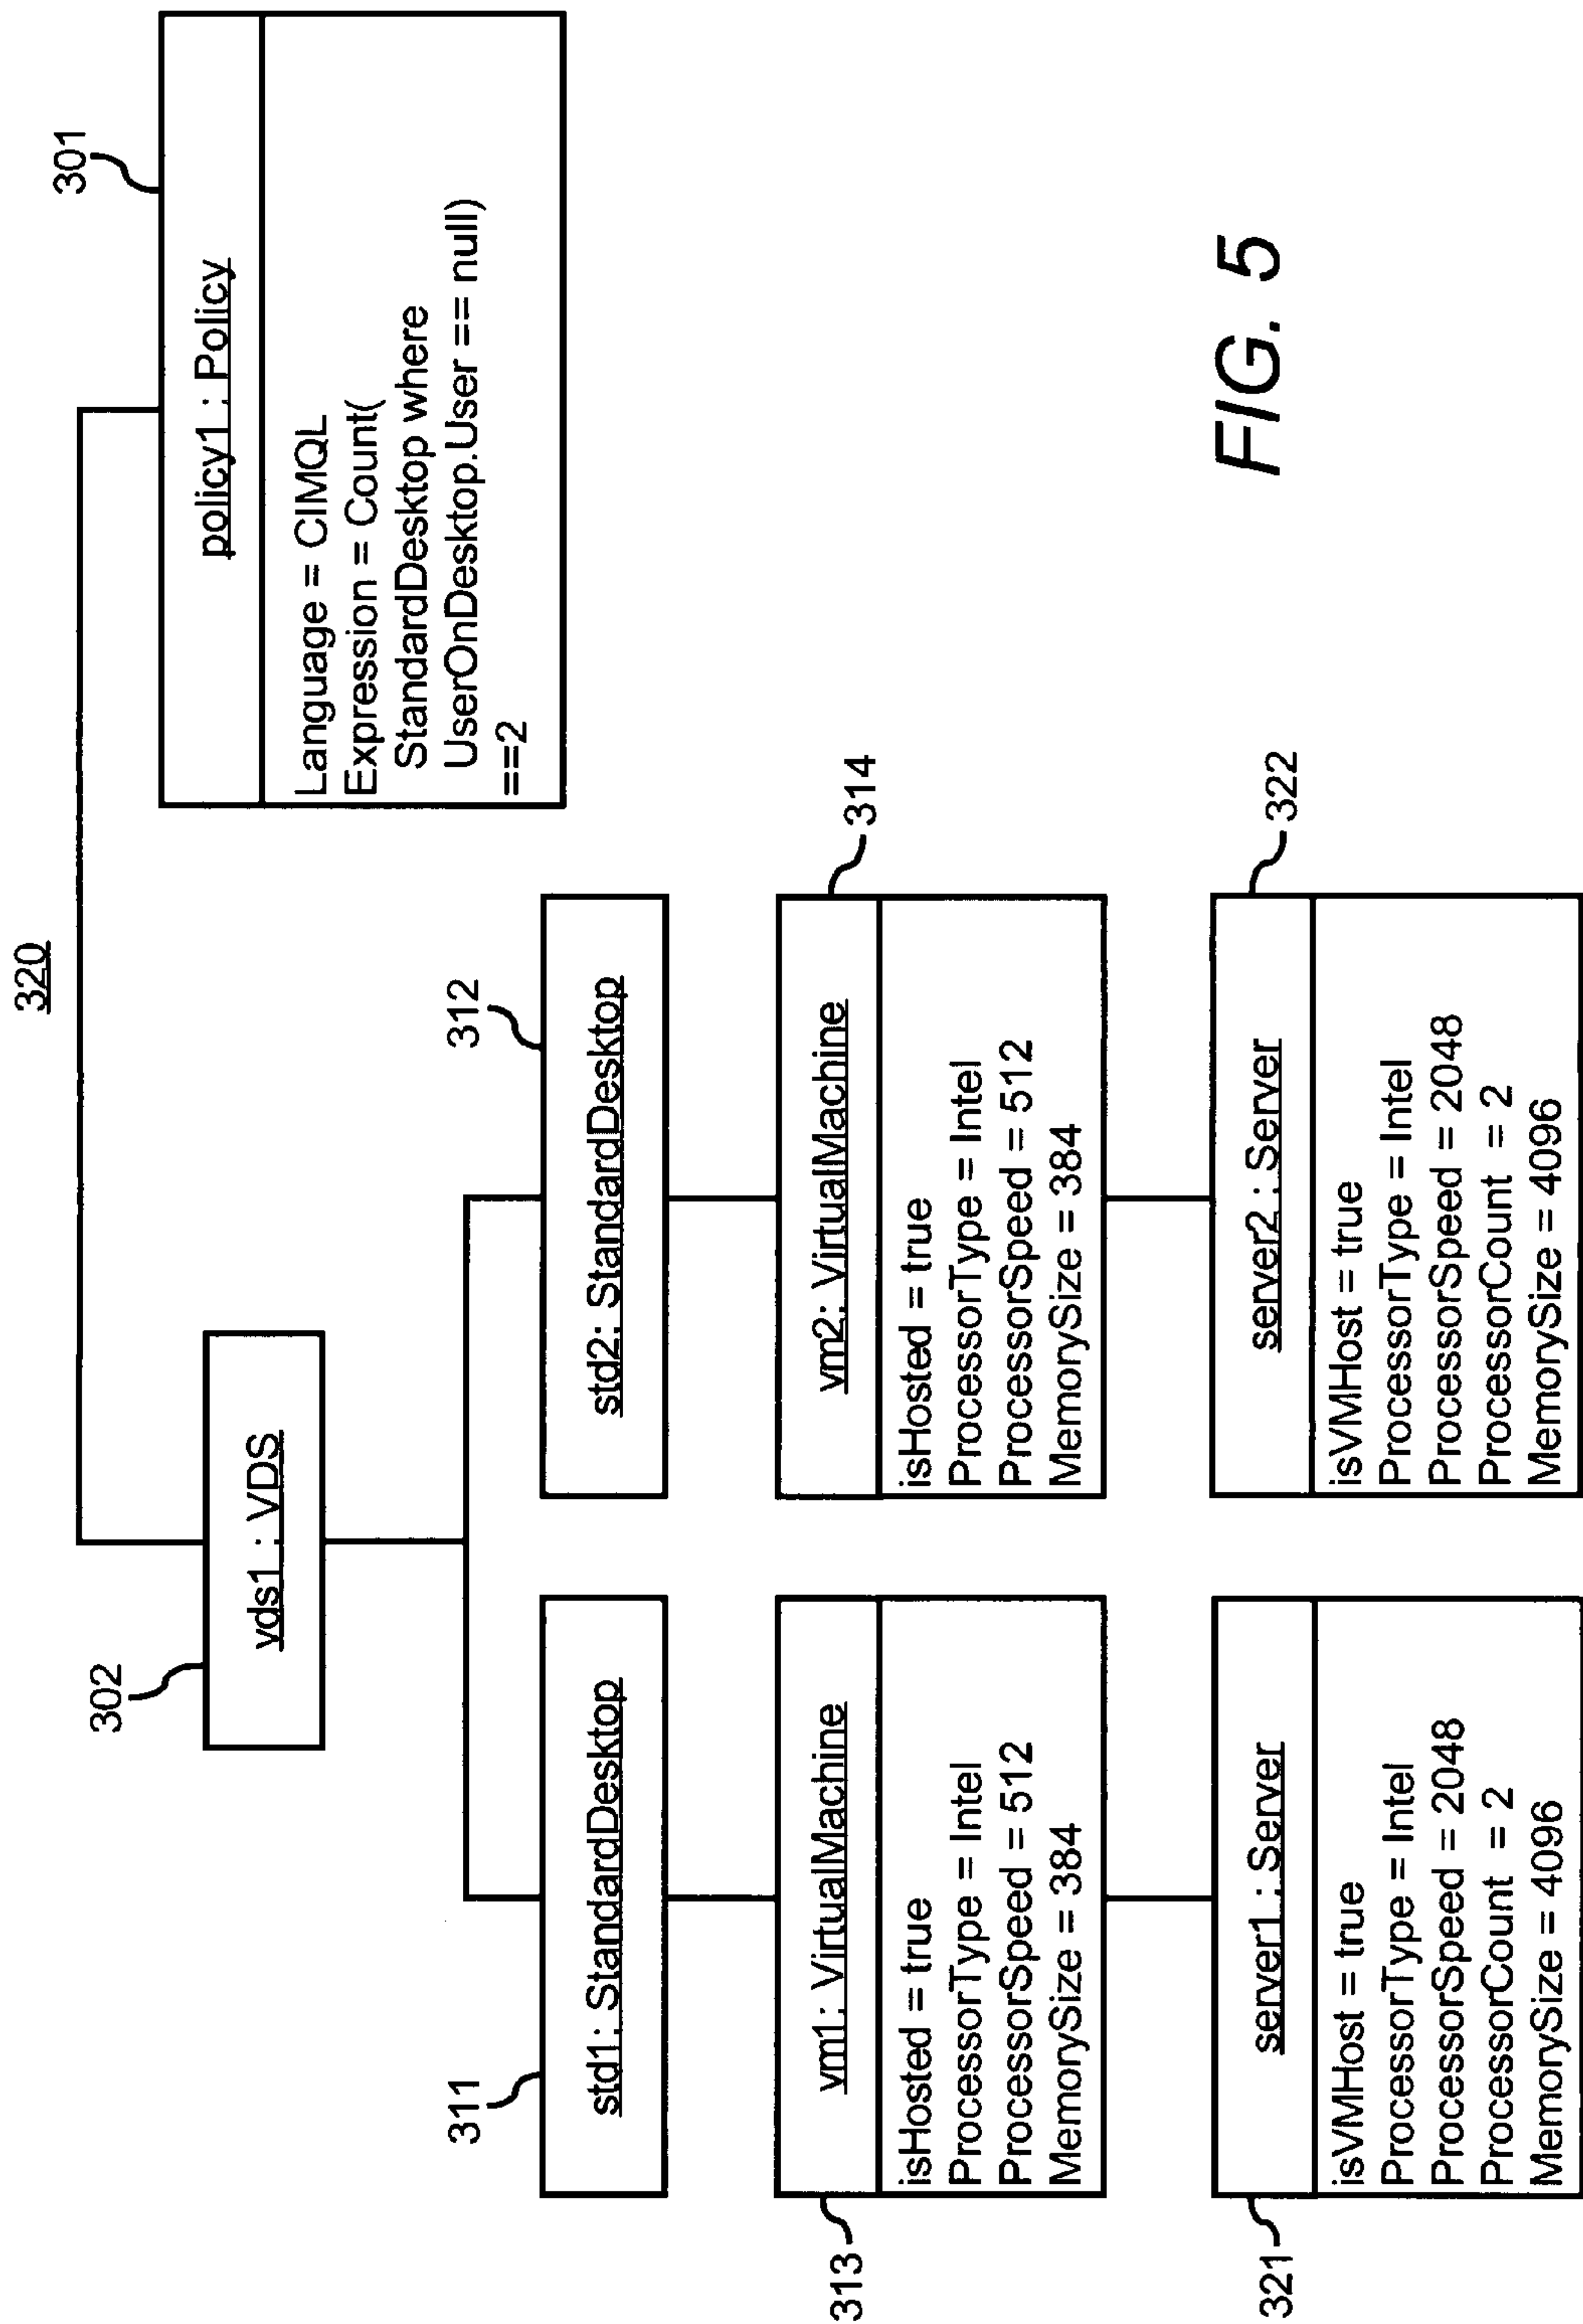 320
301
policy1 : Policy
Language = CIMQL
Expression = Count(
StandardDesktop where
UserOnDesktop.User == null)
==2
302
vds1 : VDS
311
std1: StandardDesktop
312
std2: StandardDesktop
313
vm1: VirtualMachine
isHosted = true
ProcessorType = Intel
ProcessorSpeed = 512
MemorySize = 384
314
vm2: VirtualMachine
isHosted = true
ProcessorType = Intel
ProcessorSpeed = 512
MemorySize = 384
321
server1 : Server
isVMHost = true
ProcessorType = Intel
ProcessorSpeed = 2048
ProcessorCount = 2
MemorySize = 4096
322
server2 : Server
isVMHost = true
ProcessorType = Intel
ProcessorSpeed = 2048
ProcessorCount = 2
MemorySize = 4096
FIG. 5